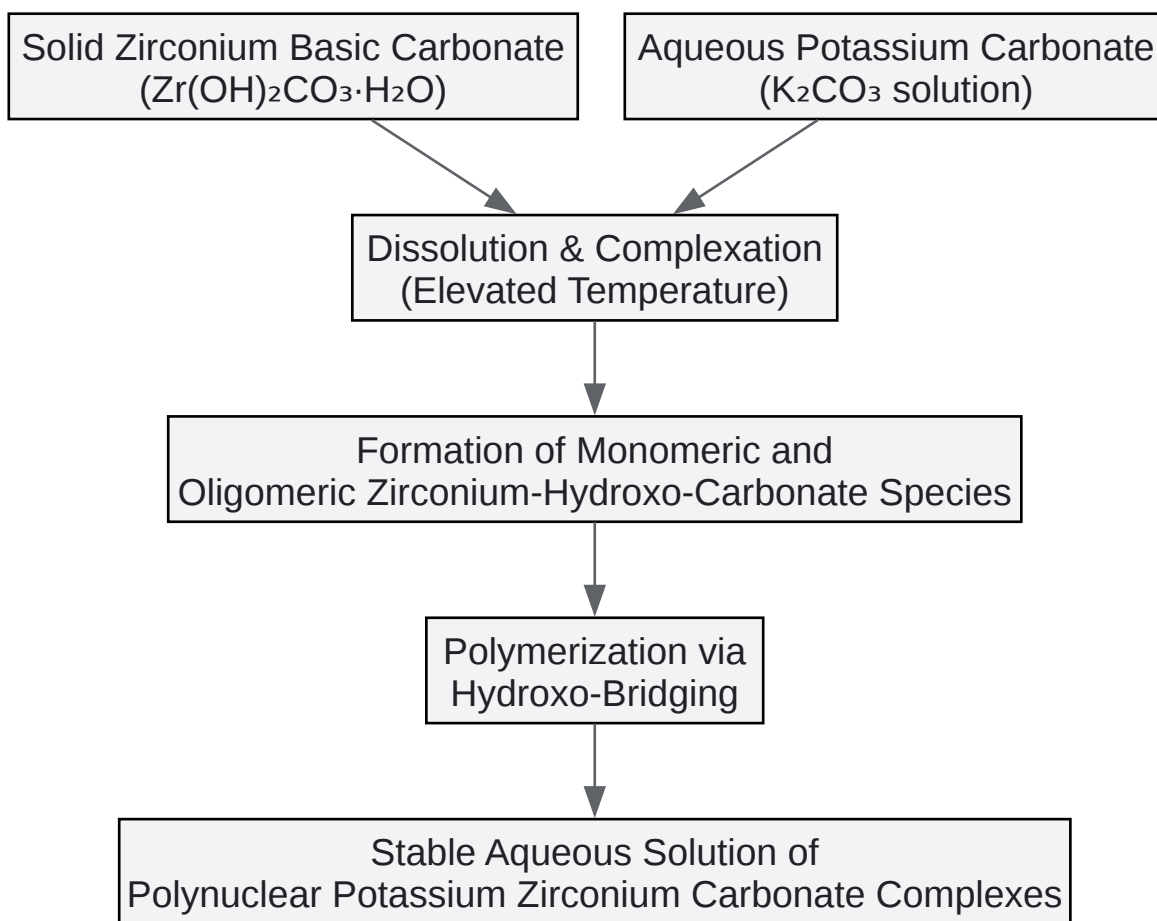 Solid Zirconium Basic Carbonate
(Zr(OH)₂CO₃·H₂O)
Aqueous Potassium Carbonate
(K₂CO₃ solution)
Dissolution & Complexation
(Elevated Temperature)
Formation of Monomeric and
Oligomeric Zirconium-Hydroxo-Carbonate Species
Polymerization via
Hydroxo-Bridging
Stable Aqueous Solution of
Polynuclear Potassium Zirconium Carbonate Complexes